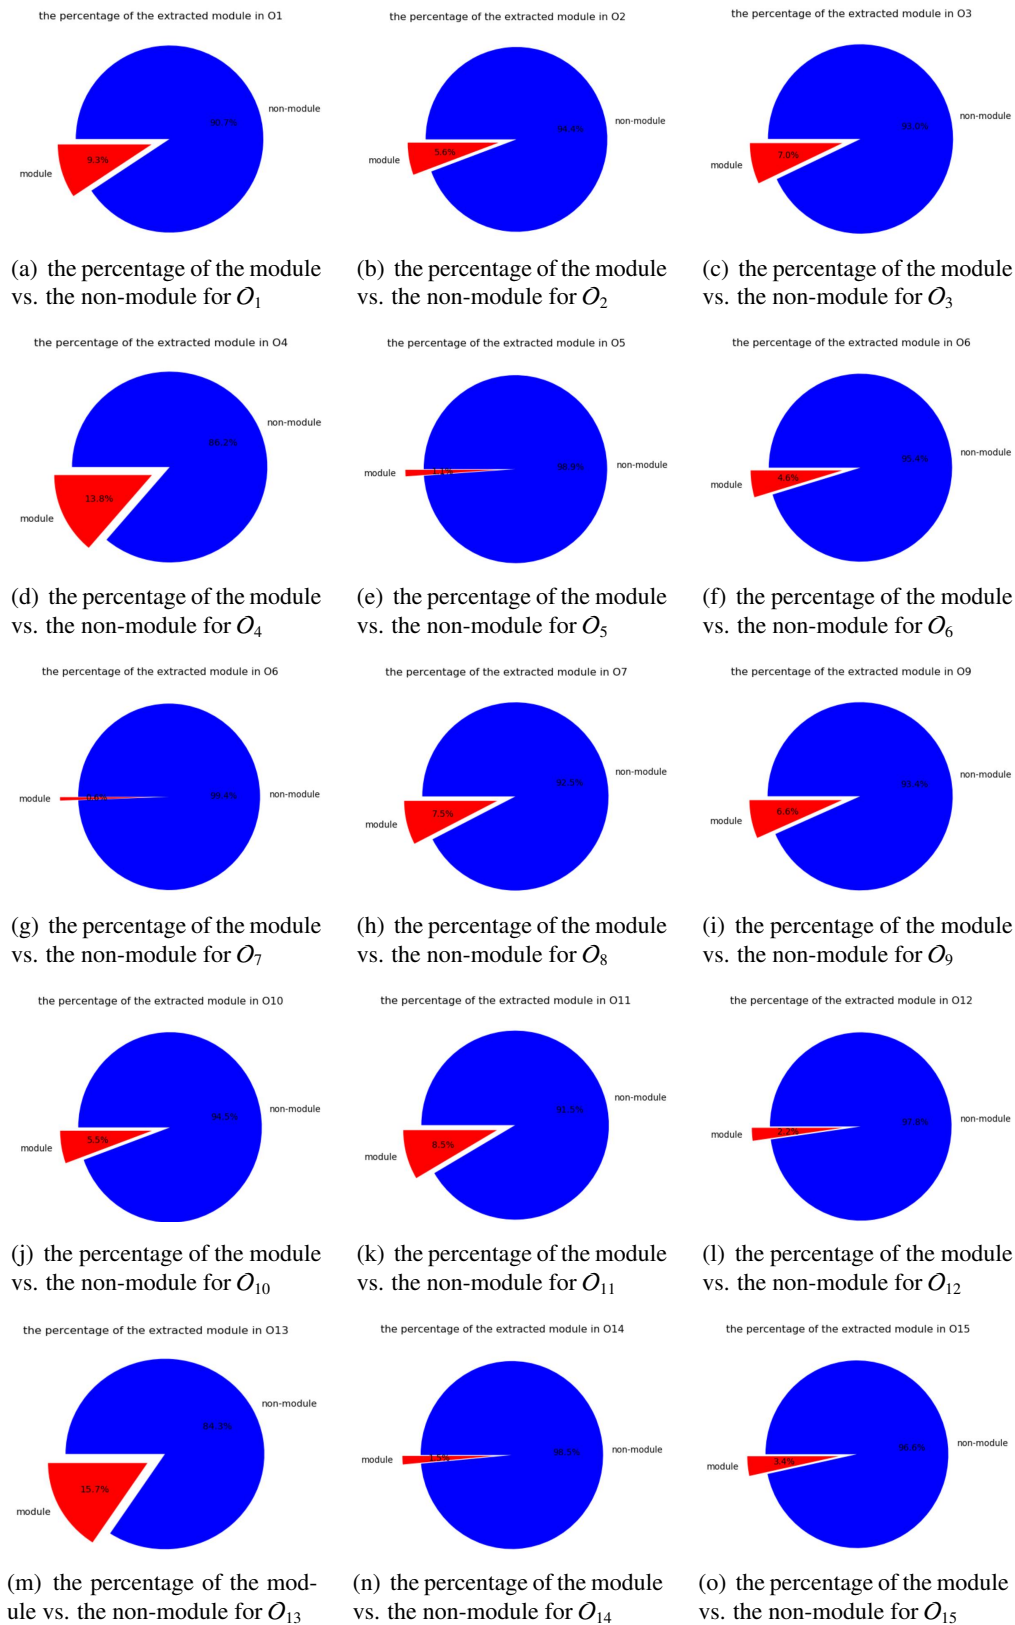 the percentage of the extracted module in O1
the percentage of the extracted module in O2
the percentage of the extracted module in O3
non-module
90.7%
9.3%
module
non-module
94.4%
5.6%
module
non-module
93.0%
7.0%
module
(a) the percentage of the module
vs. the non-module for O1
(b) the percentage of the module
vs. the non-module for O2
(c) the percentage of the module
vs. the non-module for O3
the percentage of the extracted module in O4
the percentage of the extracted module in O5
the percentage of the extracted module in O6
non-module
86.2%
13.8%
module
non-module
98.9%
1.1%
module
non-module
95.4%
4.6%
module
(d) the percentage of the module
vs. the non-module for O4
(e) the percentage of the module
vs. the non-module for O5
(f) the percentage of the module
vs. the non-module for O6
the percentage of the extracted module in O6
the percentage of the extracted module in O7
the percentage of the extracted module in O9
non-module
99.4%
0.6%
module
non-module
92.5%
7.5%
module
non-module
93.4%
6.6%
module
(g) the percentage of the module
vs. the non-module for O7
(h) the percentage of the module
vs. the non-module for O8
(i) the percentage of the module
vs. the non-module for O9
the percentage of the extracted module in O10
the percentage of the extracted module in O11
the percentage of the extracted module in O12
non-module
94.5%
5.5%
module
non-module
91.5%
8.5%
module
non-module
97.8%
2.2%
module
(j) the percentage of the module
vs. the non-module for O10
(k) the percentage of the module
vs. the non-module for O11
(l) the percentage of the module
vs. the non-module for O12
the percentage of the extracted module in O13
the percentage of the extracted module in O14
the percentage of the extracted module in O15
non-module
84.3%
15.7%
module
non-module
98.5%
1.5%
module
non-module
96.6%
3.4%
module
(m) the percentage of the mod-
ule vs. the non-module for O13
(n) the percentage of the module
vs. the non-module for O14
(o) the percentage of the module
vs. the non-module for O15